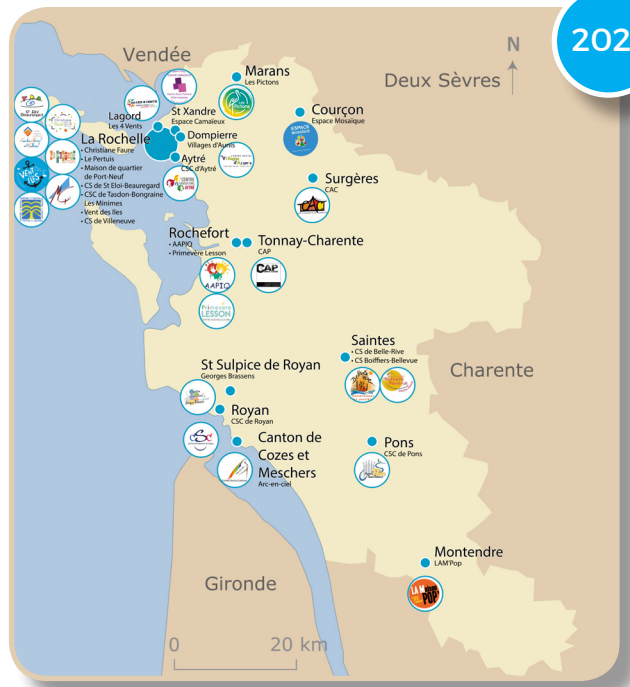 202
N
Vendée
Deux Sèvres
Marans
Les Pictons
Courçon
Espace Mosaïque
ESPACE
MOSAÏQUE
Lagord
Les 4 Vents
St Xandre
Espace Camaïeux
Dompierre
Villages d'Aunis
La Rochelle
• Christiane Faure
• Le Pertuis
• Maison de quartier
de Port-Neuf
• CS de St Eloi-Beauregard
• CSC de Tasdon-Bongraine
Les Minimes
• Vent des Iles
• CS de Villeneuve
Aytré
CSC d'Aytré
Surgères
CAC
Rochefort
• AAPIQ
• Primevère Lesson
AAPIQ
Primevère
LESSON
Tonnay-Charente
CAP
CAP
Saintes
• CS de Belle-Rive
• CS Boiffiers-Bellevue
Charente
St Sulpice de Royan
Georges Brassens
Royan
CSC de Royan
Canton de
Cozes et
Meschers
Arc-en-ciel
Pons
CSC de Pons
Montendre
LAM'Pop
Gironde
0 20 km